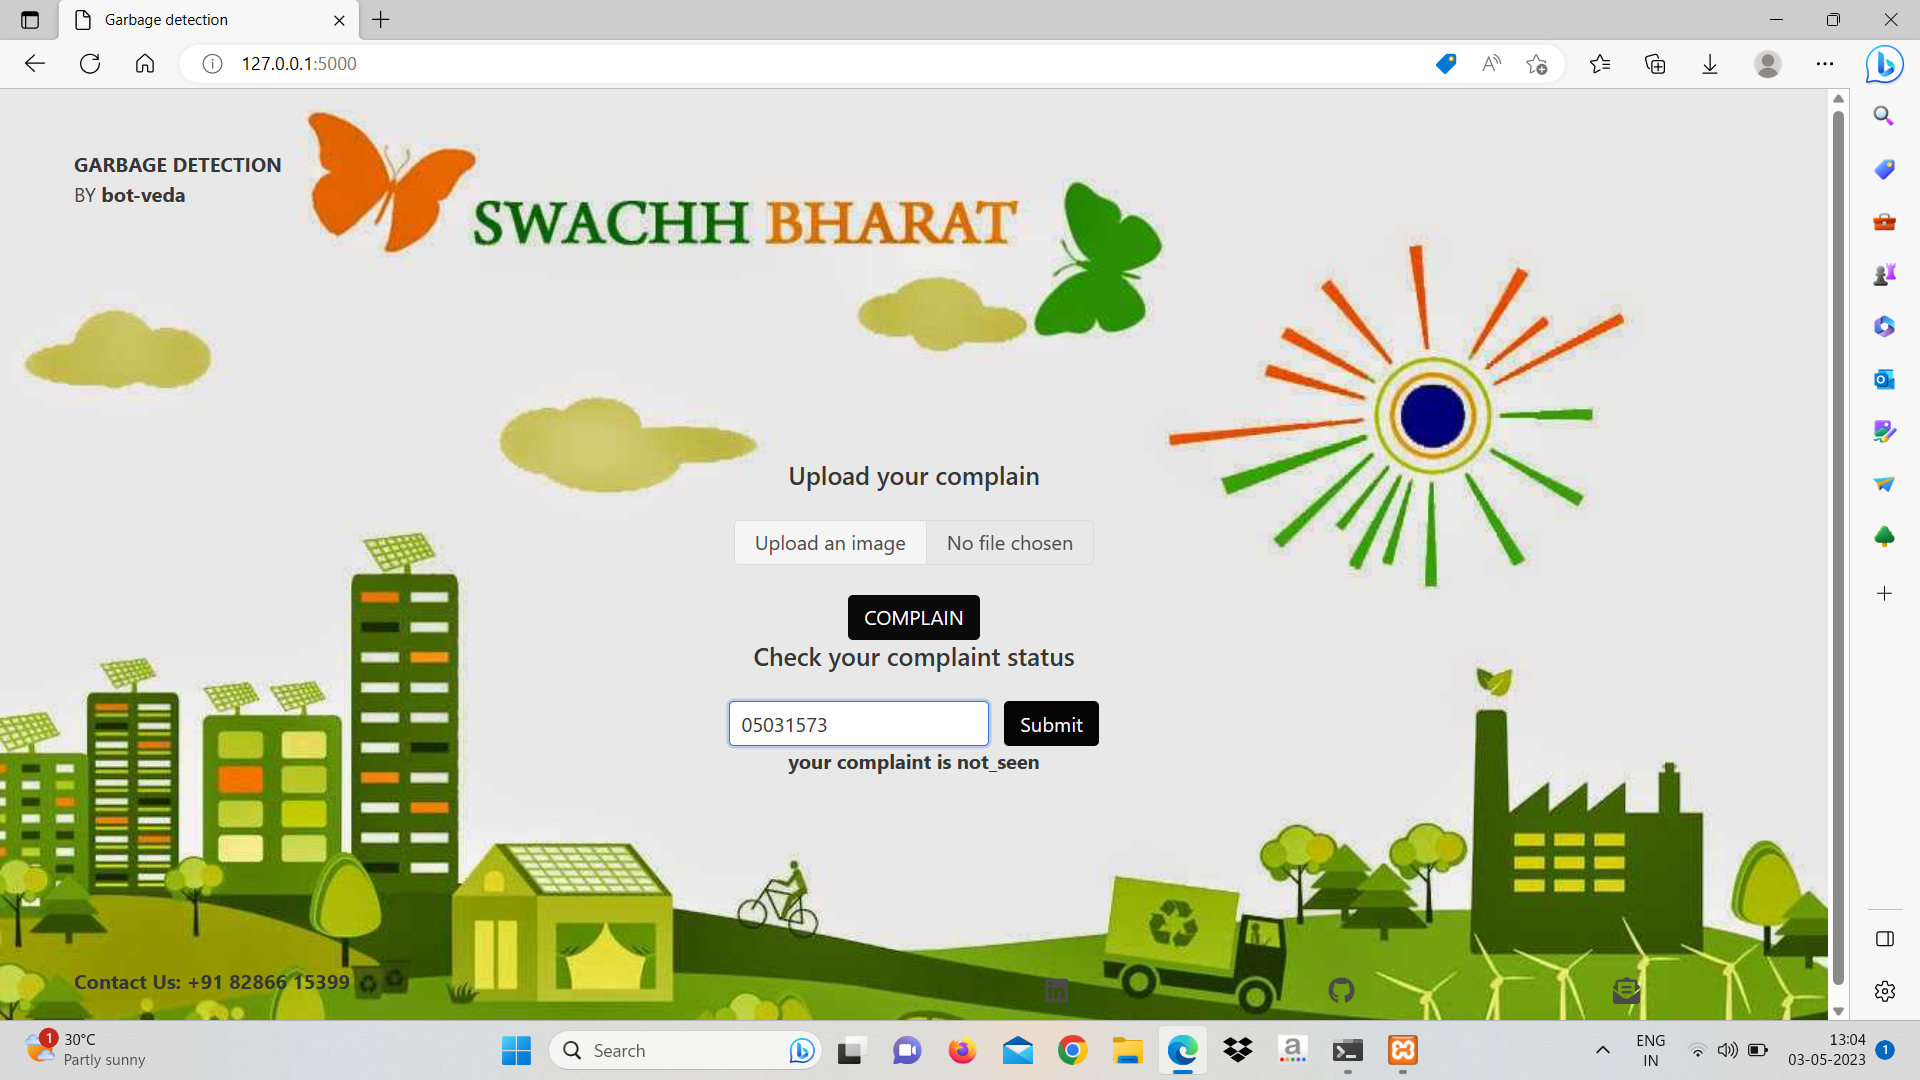 Garbage detection
127.0.0.1:5000
GARBAGE DETECTION
BY bot-veda
SWACHH BHARAT
Upload your complain
Upload an image No file chosen
COMPLAIN
Check your complaint status
05031573 Submit
your complaint is not_seen
Contact Us: +91 82866 15399
1 30°C
Partly sunny
Search
ENG
IN
13:04
03-05-2023
1